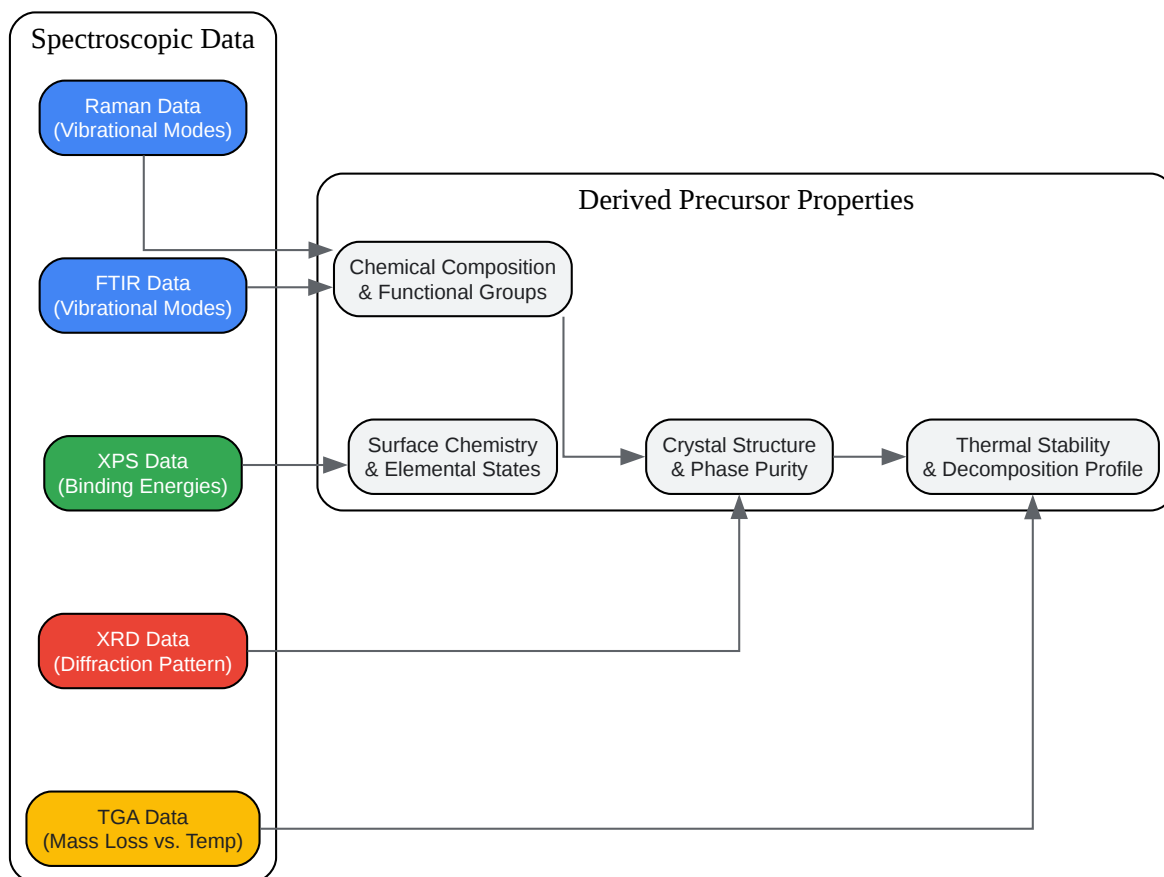 Spectroscopic Data
Raman Data
(Vibrational Modes)
FTIR Data
(Vibrational Modes)
XPS Data
(Binding Energies)
XRD Data
(Diffraction Pattern)
TGA Data
(Mass Loss vs. Temp)
Derived Precursor Properties
Chemical Composition
& Functional Groups
Surface Chemistry
& Elemental States
Crystal Structure
& Phase Purity
Thermal Stability
& Decomposition Profile